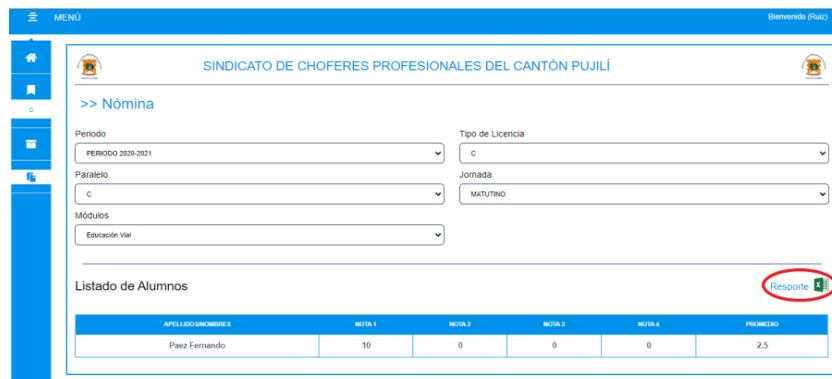 MENÚ Bienvenido (Ruiz)
SINDICATO DE CHOFERES PROFESIONALES DEL CANTÓN PUJILÍ
C
>> Nómina
Periodo Tipo de Licencia
PERIODO 2020-2021 C
Paralelo Jornada
C MATUTINO
Módulos
Educación Vial
Listado de Alumnos Resporte
APELLIDOS/NOMBRES NOTA 1 NOTA 2 NOTA 3 NOTA 4 PROMEDIO
Paez Fernando 10 0 0 0 2.5